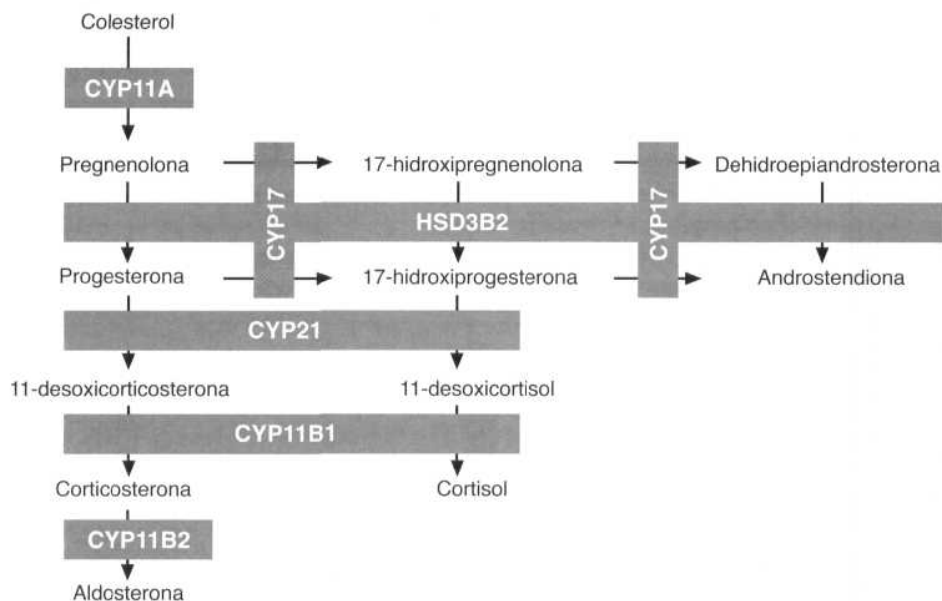 Colesterol
CYP11A
Pregnenolona
17-hidroxipregnenolona
Dehidroepiandrosterona
CYP17
HSD3B2
CYP17
Progesterona
17-hidroxiprogesterona
Androstendiona
CYP21
11-desoxicorticosterona
11-desoxicortisol
CYP11B1
Corticosterona
Cortisol
CYP11B2
Aldosterona